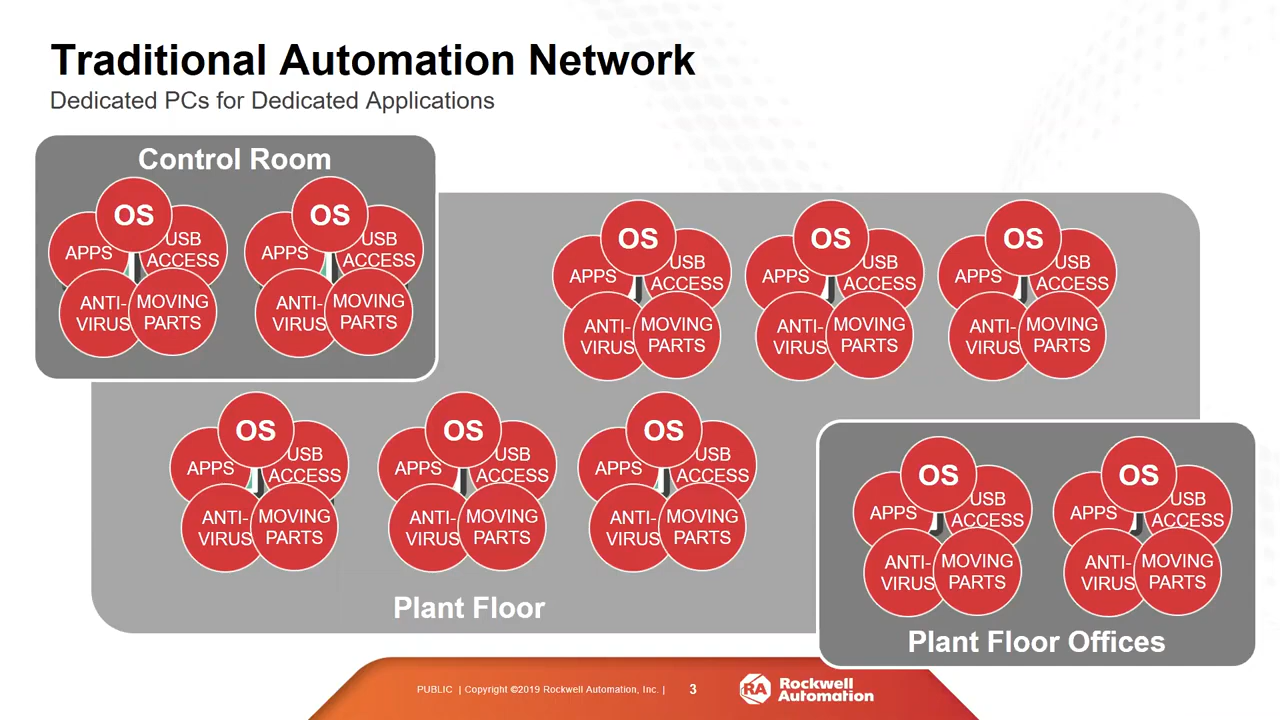 Traditional Automation Network
Dedicated PCs for Dedicated Applications
Control Room
OS
APPS
USB
ACCESS
ANTI-
VIRUS
MOVING
PARTS
OS
APPS
USB
ACCESS
ANTI-
VIRUS
MOVING
PARTS
OS
APPS
USB
ACCESS
ANTI-
VIRUS
MOVING
PARTS
OS
APPS
USB
ACCESS
ANTI-
VIRUS
MOVING
PARTS
OS
APPS
USB
ACCESS
ANTI-
VIRUS
MOVING
PARTS
OS
APPS
USB
ACCESS
ANTI-
VIRUS
MOVING
PARTS
OS
APPS
USB
ACCESS
ANTI-
VIRUS
MOVING
PARTS
OS
APPS
USB
ACCESS
ANTI-
VIRUS
MOVING
PARTS
Plant Floor
OS
APPS
USB
ACCESS
ANTI-
VIRUS
MOVING
PARTS
OS
APPS
USB
ACCESS
ANTI-
VIRUS
MOVING
PARTS
Plant Floor Offices
PUBLIC | Copyright ©2019 Rockwell Automation, Inc. | 3
RA
Rockwell
Automation